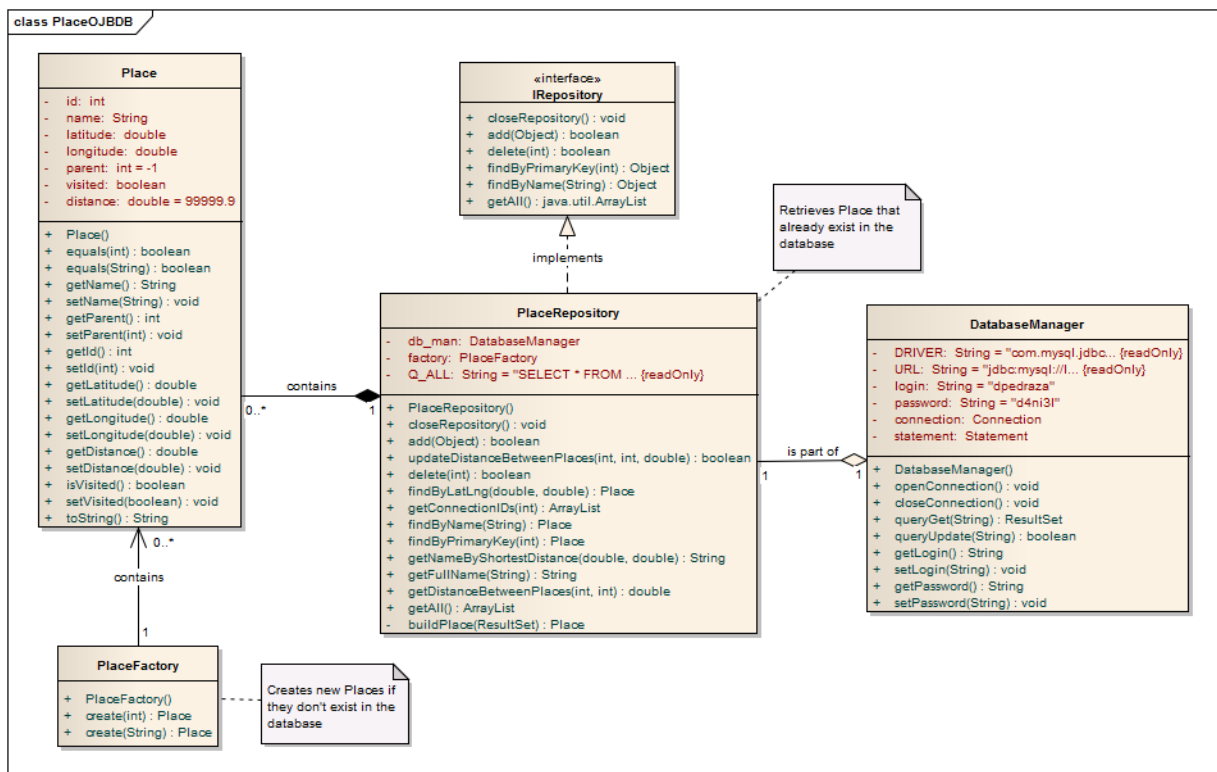 class PlaceOJBDB
Place
- id: int
- name: String
- latitude: double
- longitude: double
- parent: int = -1
- visited: boolean
- distance: double = 99999.9
+ Place()
+ equals(int) : boolean
+ equals(String) : boolean
+ getName() : String
+ setName(String) : void
+ getParent() : int
+ setParent(int) : void
+ getId() : int
+ setId(int) : void
+ getLatitude() : double
+ setLatitude(double) : void
+ getLongitude() : double
+ setLongitude(double) : void
+ getDistance() : double
+ setDistance(double) : void
+ isVisited() : boolean
+ setVisited(boolean) : void
+ toString() : String
«interface»
IRepository
+ closeRepository() : void
+ add(Object) : boolean
+ delete(int) : boolean
+ findByPrimaryKey(int) : Object
+ findByName(String) : Object
+ getAll() : java.util.ArrayList
implements
Retrieves Place that
already exist in the
database
PlaceRepository
- db_man: DatabaseManager
- factory: PlaceFactory
- Q_ALL: String = "SELECT * FROM ... {readOnly}
+ PlaceRepository()
+ closeRepository() : void
+ add(Object) : boolean
+ updateDistanceBetweenPlaces(int, int, double) : boolean
+ delete(int) : boolean
+ findByLatLng(double, double) : Place
+ getConnectionIDs(int) : ArrayList
+ findByName(String) : Place
+ findByPrimaryKey(int) : Place
+ getNameByShortestDistance(double, double) : String
+ getFullName(String) : String
+ getDistanceBetweenPlaces(int, int) : double
+ getAll() : ArrayList
- buildPlace(ResultSet) : Place
contains
0..*
1
DatabaseManager
- DRIVER: String = "com.mysql.jdbc... {readOnly}
- URL: String = "jdbc:mysql://l... {readOnly}
- login: String = "dpedraza"
- password: String = "d4ni3l"
- connection: Connection
- statement: Statement
+ DatabaseManager()
+ openConnection() : void
+ closeConnection() : void
+ queryGet(String) : ResultSet
+ queryUpdate(String) : boolean
+ getLogin() : String
+ setLogin(String) : void
+ getPassword() : String
+ setPassword(String) : void
is part of
1
1
0..*
contains
1
PlaceFactory
+ PlaceFactory()
+ create(int) : Place
+ create(String) : Place
Creates new Places if
they don't exist in the
database